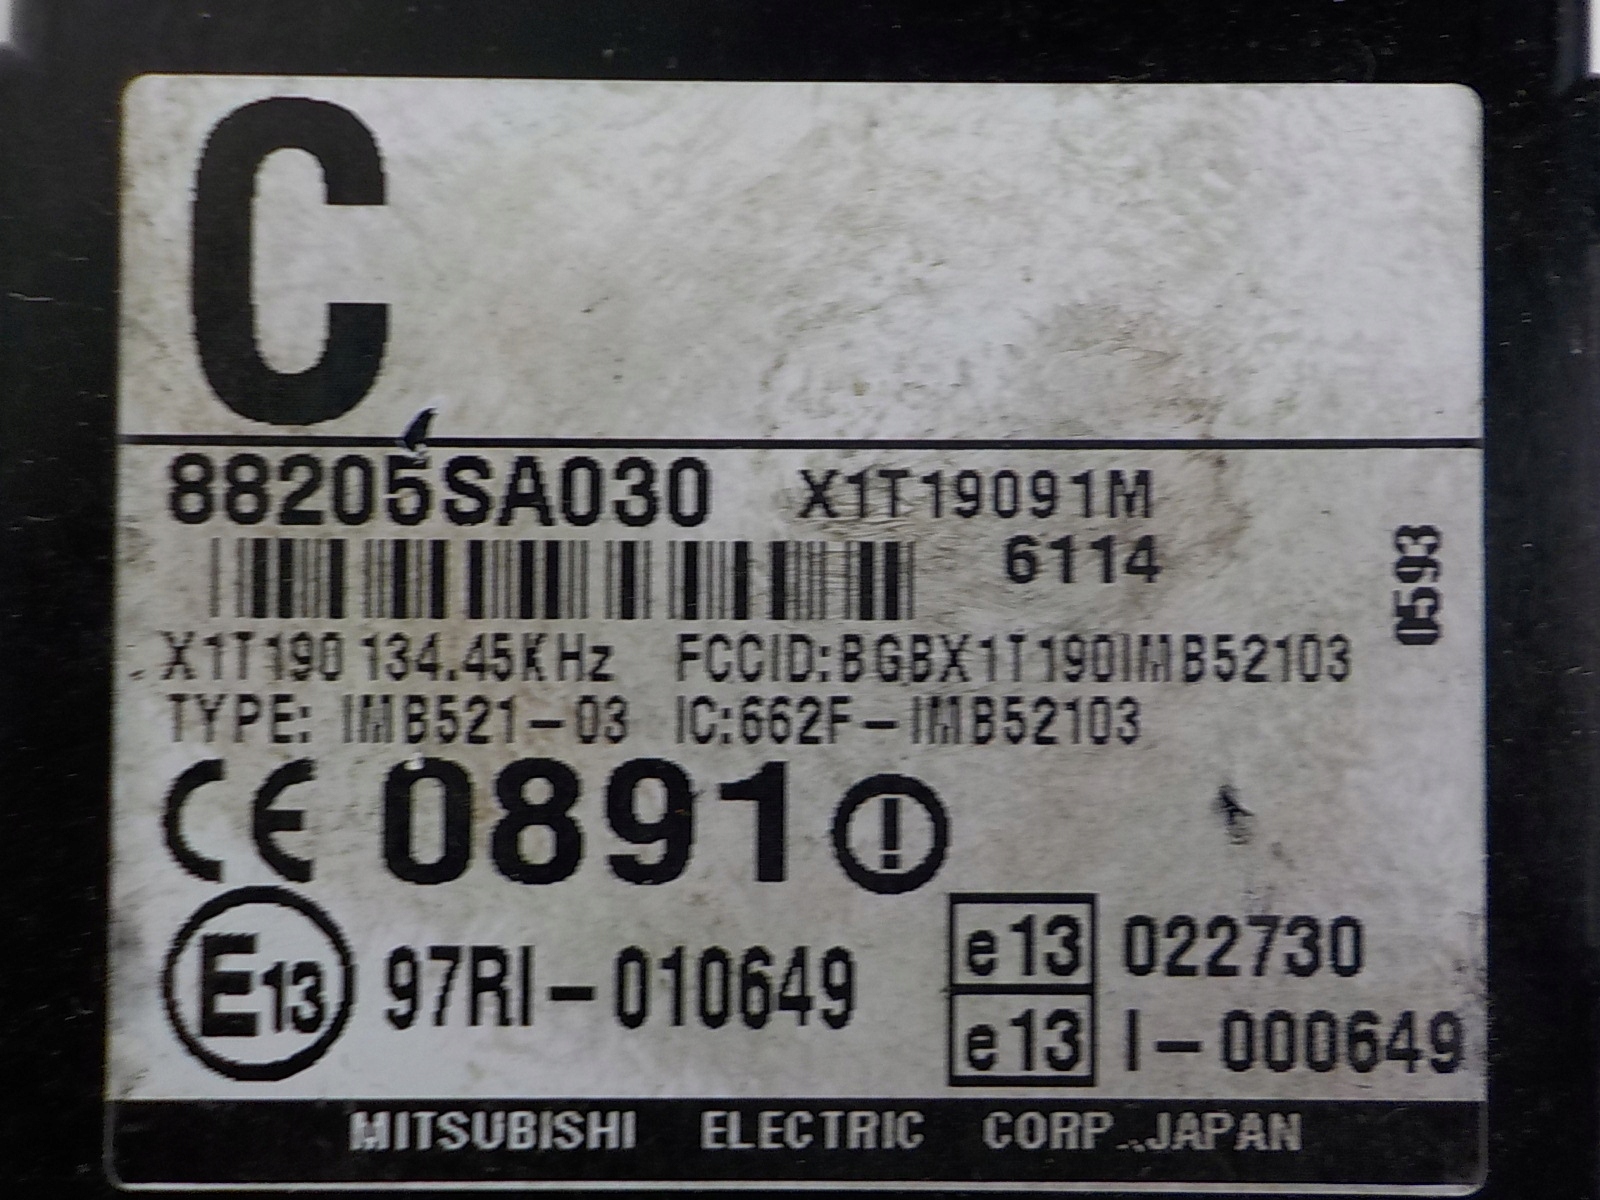 C
88205SA030 X1T19091M
6114
0593
X1T190 134.45KHz FCCID:BGBX1T190IMB52103
TYPE: IMB521-03 IC:662F-IMB52103
CE 0891 !
E13 97RI-010649
e13 022730
e13 I-000649
MITSUBISHI ELECTRIC CORP. JAPAN